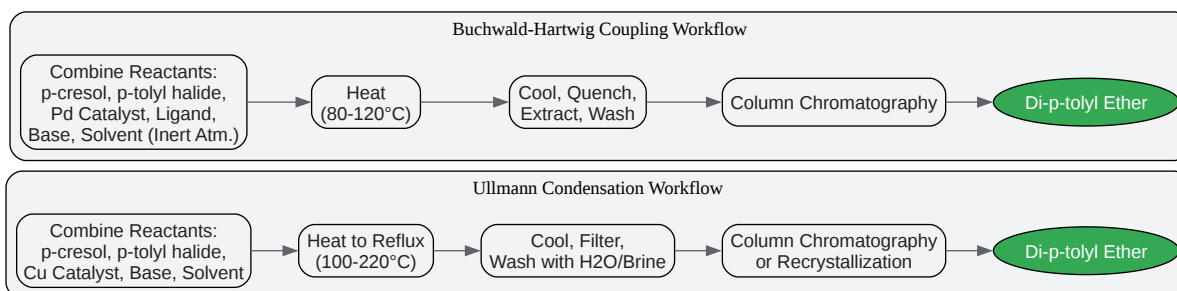 Buchwald-Hartwig Coupling Workflow
Combine Reactants:
p-cresol, p-tolyl halide,
Pd Catalyst, Ligand,
Base, Solvent (Inert Atm.)
Heat
(80-120°C)
Cool, Quench,
Extract, Wash
Column Chromatography
Di-p-tolyl Ether
Ullmann Condensation Workflow
Combine Reactants:
p-cresol, p-tolyl halide,
Cu Catalyst, Base, Solvent
Heat to Reflux
(100-220°C)
Cool, Filter,
Wash with H2O/Brine
Column Chromatography
or Recrystallization
Di-p-tolyl Ether